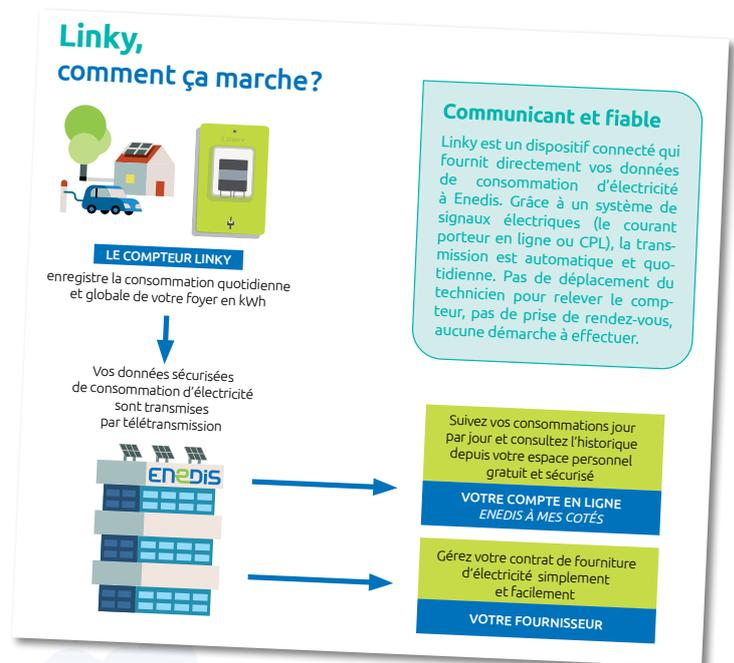 Linky,
comment ça marche ?
LE COMPTEUR LINKY
enregistre la consommation quotidienne
et globale de votre foyer en kWh
Vos données sécurisées
de consommation d'électricité
sont transmises
par télétransmission
ENEDIS
Communicant et fiable
Linky est un dispositif connecté qui
fournit directement vos données
de consommation d'électricité
à Enedis. Grâce à un système de
signaux électriques (le courant
porteur en ligne ou CPL), la trans-
mission est automatique et quo-
tidienne. Pas de déplacement du
technicien pour relever le comp-
teur, pas de prise de rendez-vous,
aucune démarche à effectuer.
Suivez vos consommations jour
par jour et consultez l'historique
depuis votre espace personnel
gratuit et sécurisé
VOTRE COMPTE EN LIGNE
ENEDIS À MES COTÉS
Gérez votre contrat de fourniture
d'électricité simplement
et facilement
VOTRE FOURNISSEUR